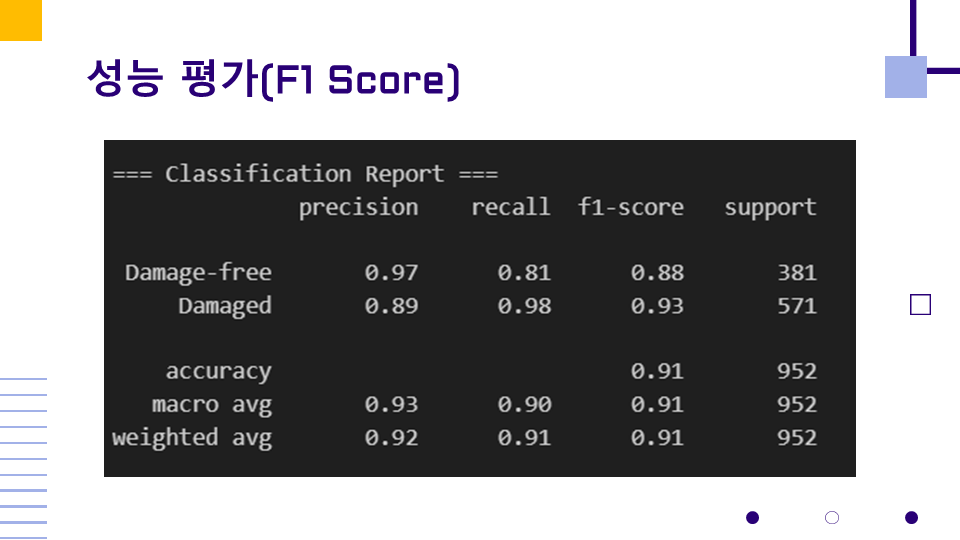 성능 평가(F1 Score)
=== Classification Report ===
precision recall f1-score support
Damage-free 0.97 0.81 0.88 381
Damaged 0.89 0.98 0.93 571
accuracy 0.91 952
macro avg 0.93 0.90 0.91 952
weighted avg 0.92 0.91 0.91 952